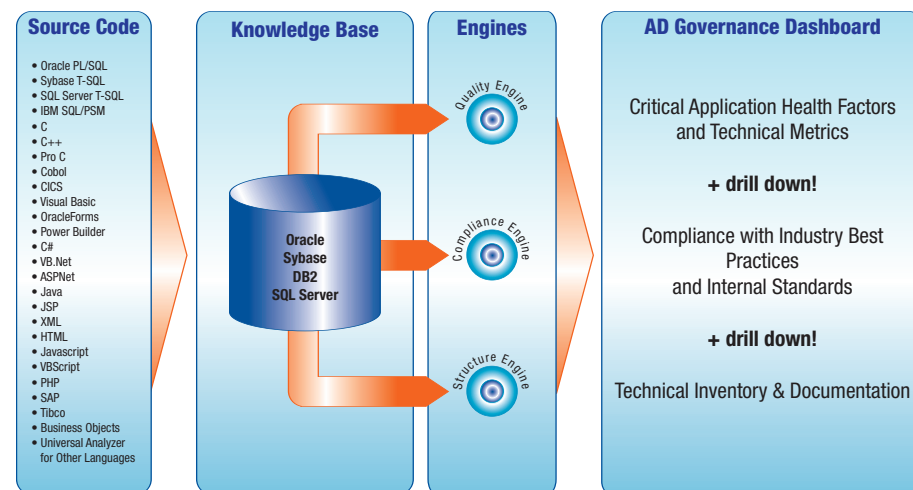 Source Code
• Oracle PL/SQL
• Sybase T-SQL
• SQL Server T-SQL
• IBM SQL/PSM
• C
• C++
• Pro C
• Cobol
• CICS
• Visual Basic
• OracleForms
• Power Builder
• C#
• VB.Net
• ASPNet
• Java
• JSP
• XML
• HTML
• Javascript
• VBScript
• PHP
• SAP
• Tibco
• Business Objects
• Universal Analyzer
for Other Languages
Knowledge Base
Oracle
Sybase
DB2
SQL Server
Engines
Quality Engine
Compliance Engine
Structure Engine
AD Governance Dashboard
Critical Application Health Factors
and Technical Metrics
+ drill down!
Compliance with Industry Best
Practices
and Internal Standards
+ drill down!
Technical Inventory & Documentation